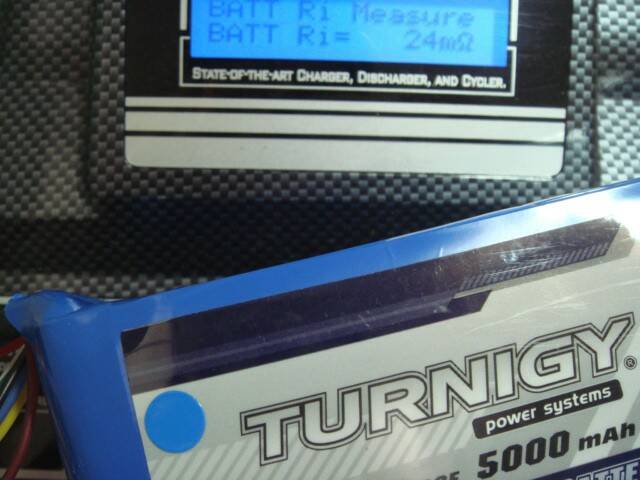 BATT Ri Measure
BATT Ri= 24mΩ
STATE-OF-THE-ART CHARGER, DISCHARGER, AND CYCLER.
TURNIGY®
power systems
5000 mAh